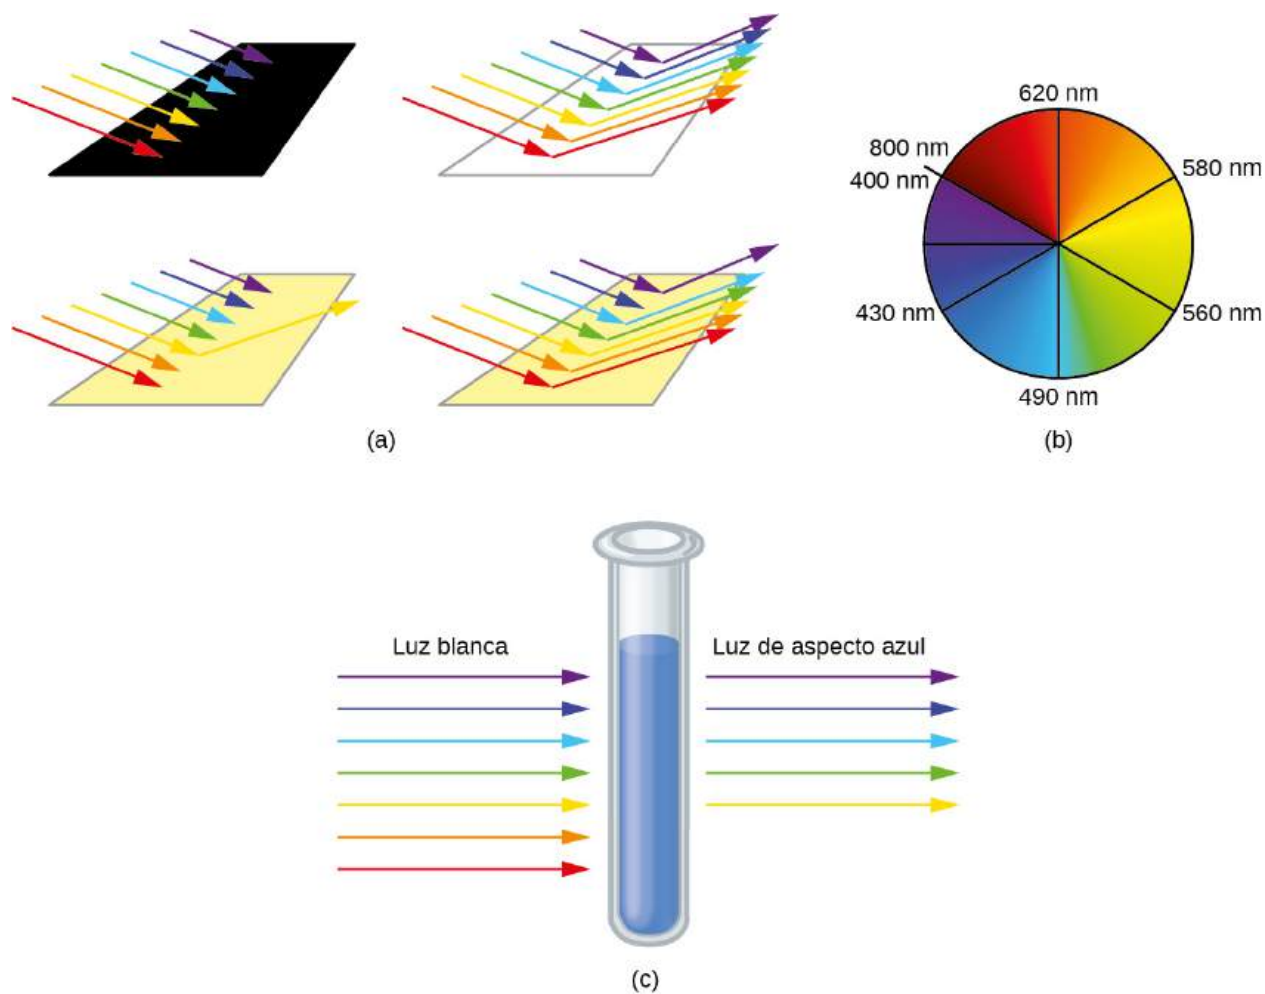 620 nm
800 nm
580 nm
400 nm
430 nm
560 nm
490 nm
(a)
(b)
Luz blanca
Luz de aspecto azul
(c)